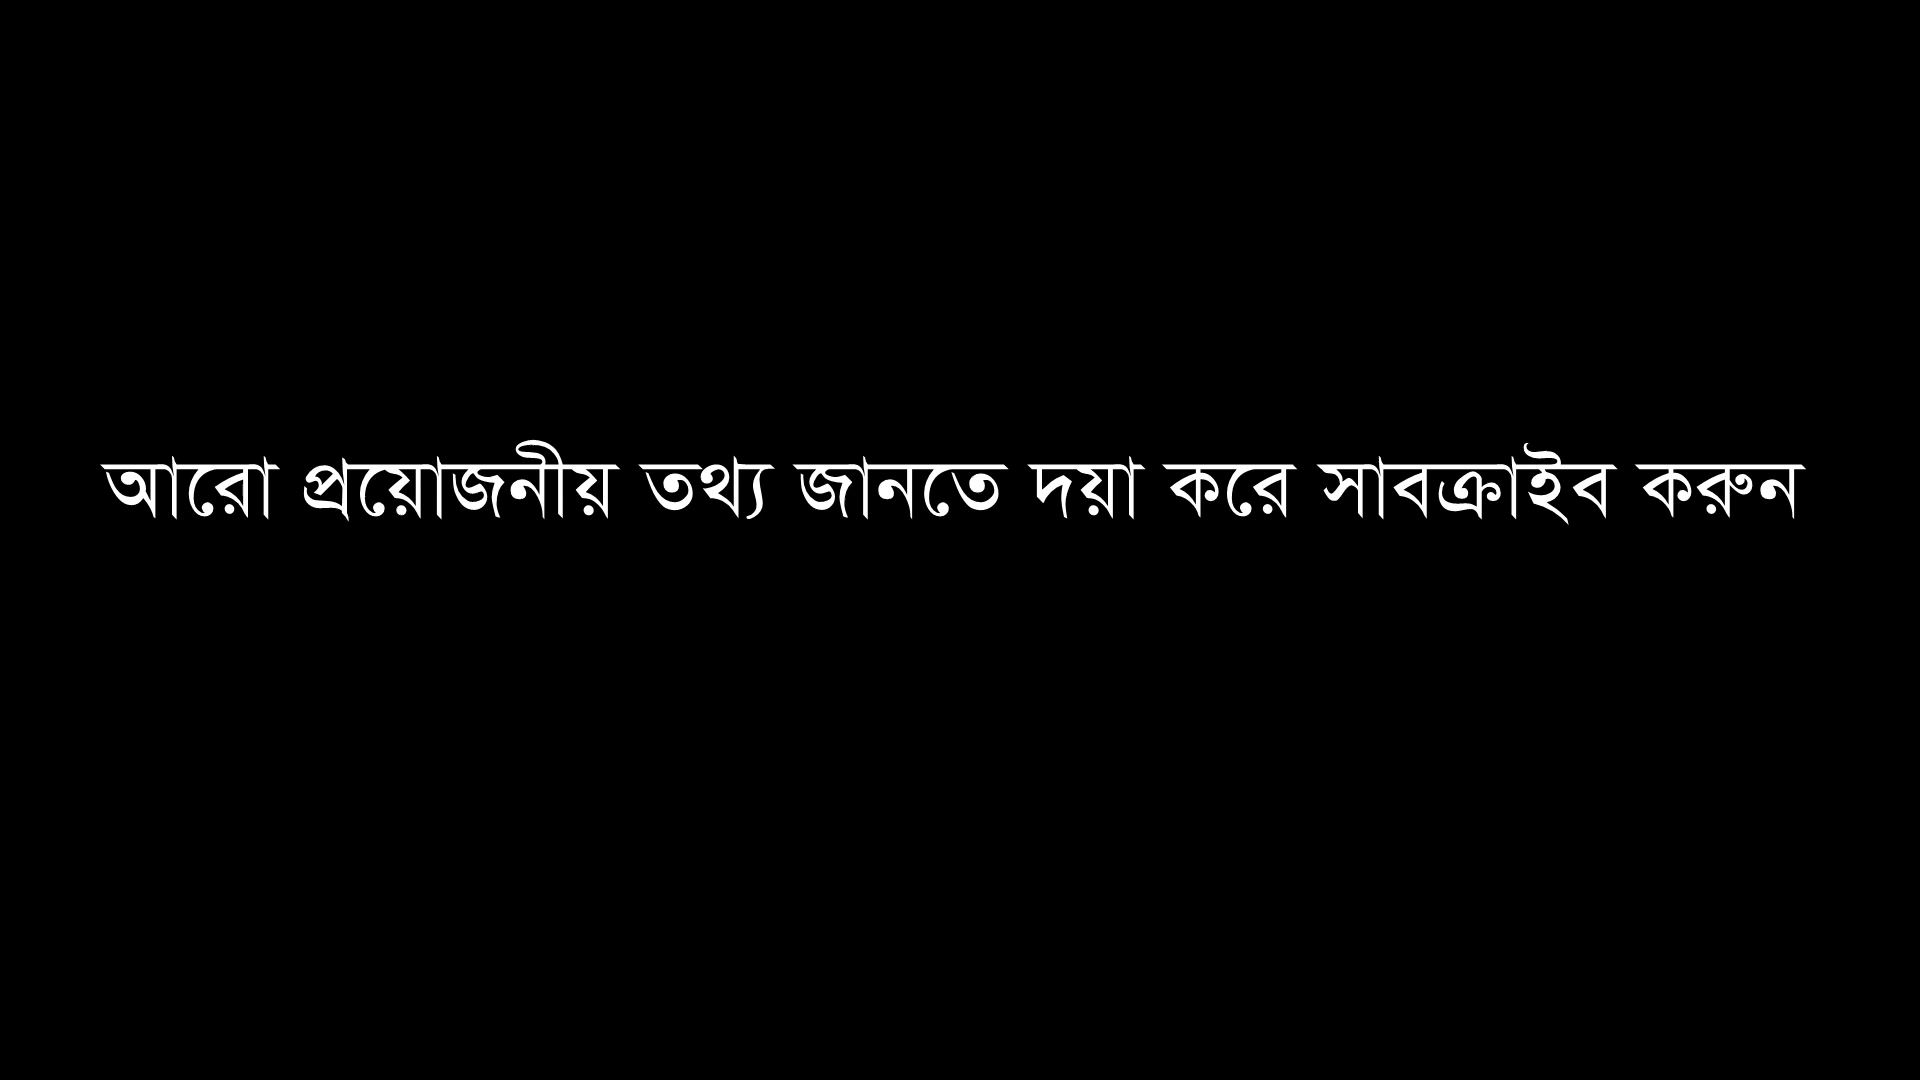 আরো প্রয়োজনীয় তথ্য জানতে দয়া করে সাবক্রাইব করুন